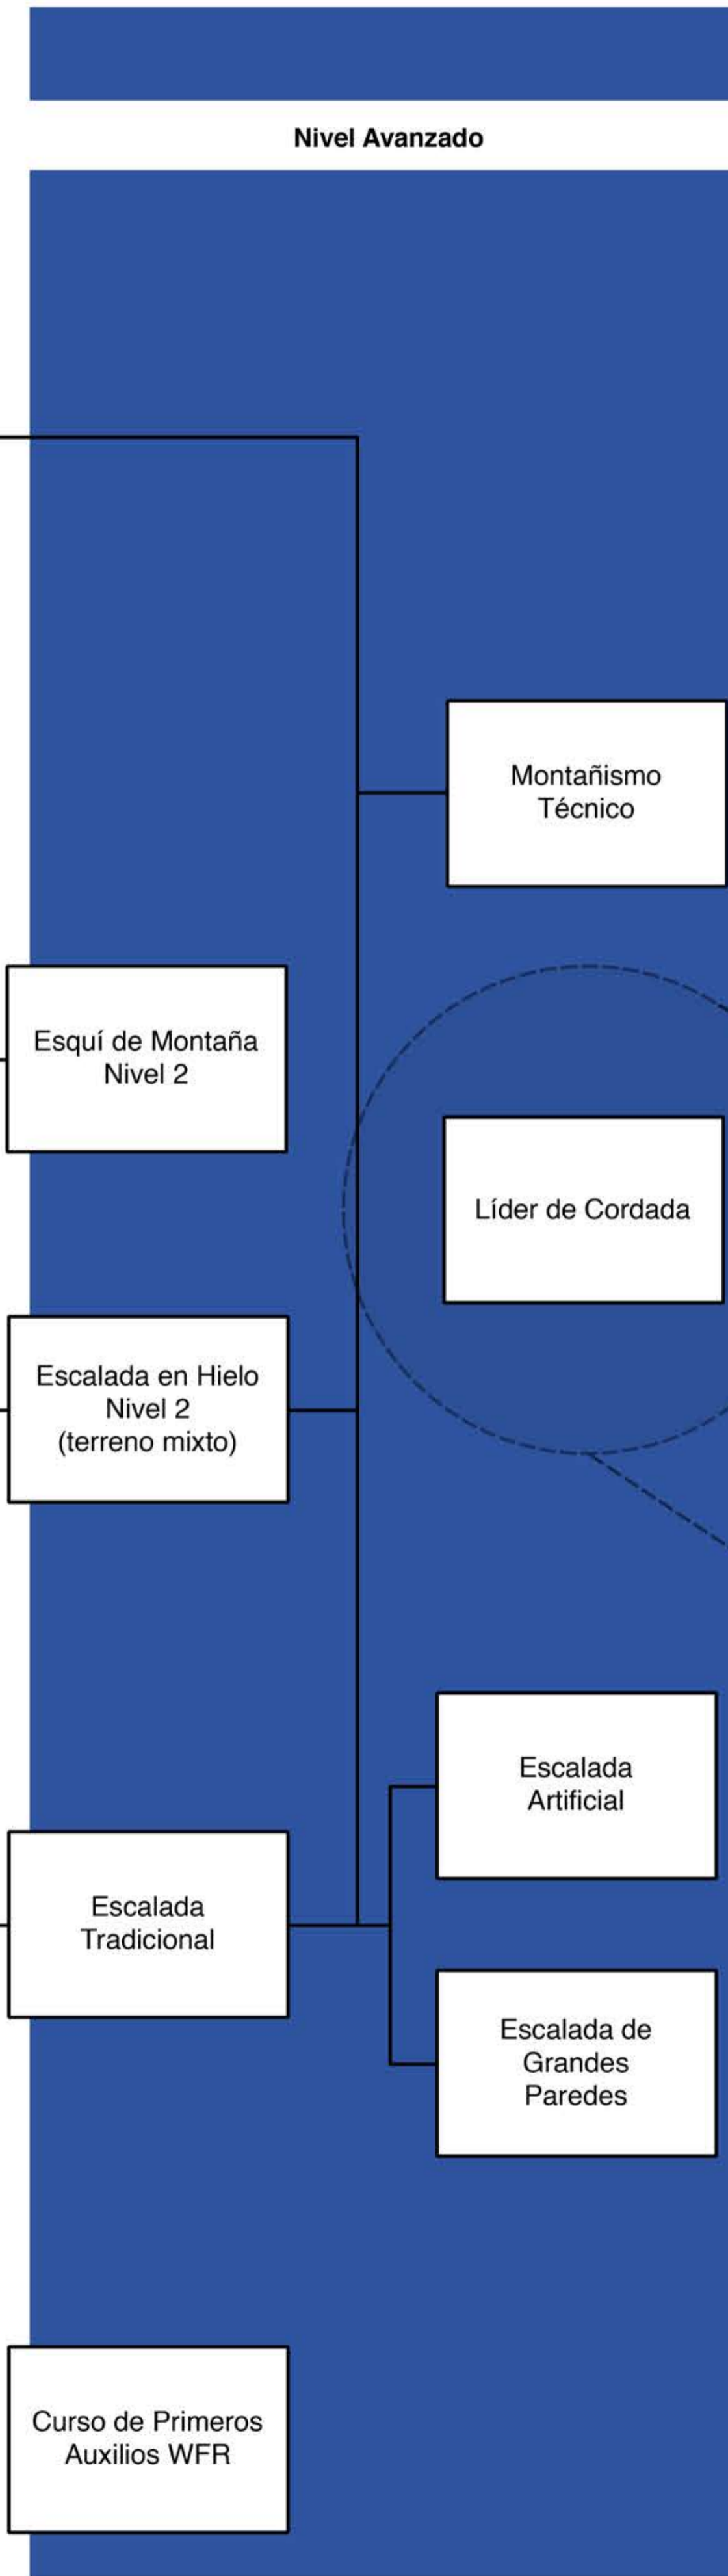 Nivel Avanzado
Montañismo
Técnico
Esquí de Montaña
Nivel 2
Líder de Cordada
Escalada en Hielo
Nivel 2
(terreno mixto)
Escalada
Artificial
Escalada
Tradicional
Escalada de
Grandes
Paredes
Curso de Primeros
Auxilios WFR